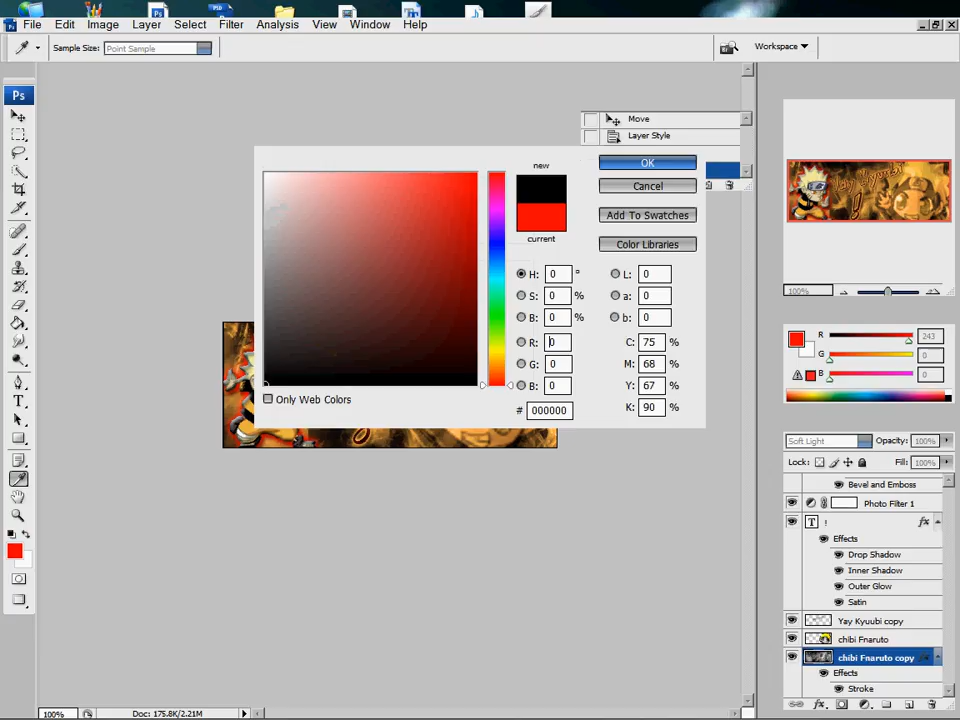 File Edit Image Layer Select Filter Analysis View Window Help
Sample Size: Point Sample
Workspace
Ps
Move
Layer Style
new
current
OK
Cancel
Add To Swatches
Color Libraries
H: 0 °
S: 0 %
B: 0 %
R: 0
G: 0
B: 0
# 000000
L: 0
a: 0
b: 0
C: 75 %
M: 68 %
Y: 67 %
K: 90 %
Only Web Colors
Yay Kyuubi
!
100%
R 243
G 0
B 0
Soft Light Opacity: 100%
Lock: Fill: 100%
Bevel and Emboss
Photo Filter 1
T ! fx
Effects
Drop Shadow
Inner Shadow
Outer Glow
Satin
Yay Kyuubi copy
chibi Fnaruto
chibi Fnaruto copy
Effects
Stroke
100% Doc: 175.8K/2.21M